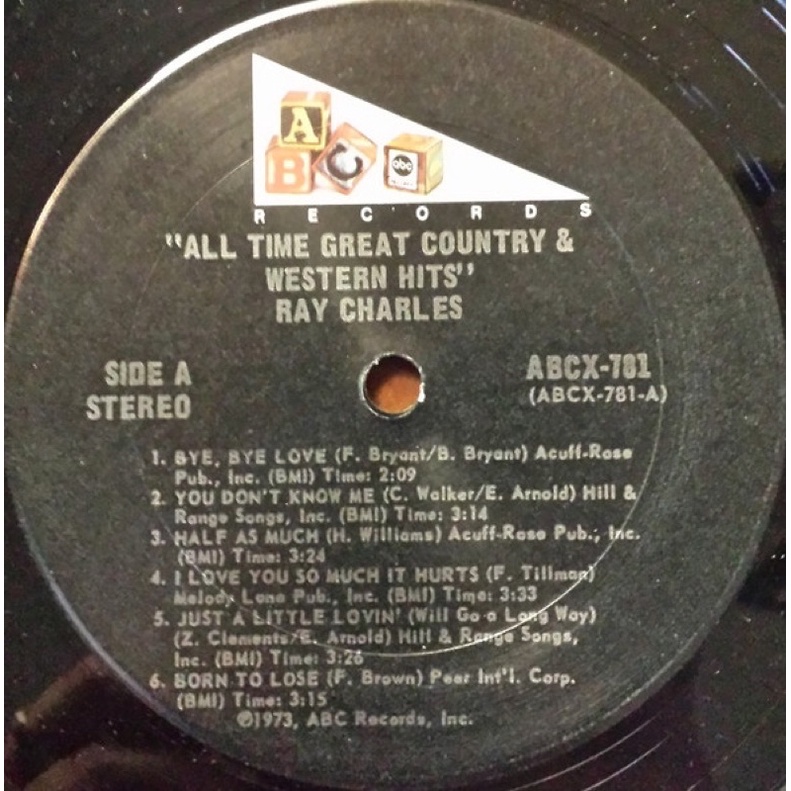 A
B C abc
RECORDS
"ALL TIME GREAT COUNTRY &
WESTERN HITS"
RAY CHARLES
SIDE A
STEREO
ABCX-781
(ABCX-781-A)
1. BYE, BYE LOVE (F. Bryant/B. Bryant) Acuff-Rose
Pub., Inc. (BMI) Time: 2:09
2. YOU DON'T KNOW ME (C. Walker/E. Arnold) Hill &
Range Songs, Inc. (BMI) Time: 3:14
3. HALF AS MUCH (H. Williams) Acuff-Rose Pub., Inc.
(BMI) Time: 3:24
4. I LOVE YOU SO MUCH IT HURTS (F. Tillman)
Melody Lane Pub., Inc. (BMI) Time: 3:33
5. JUST A LITTLE LOVIN' (Will Go a Long Way)
(Z. Clements/E. Arnold) Hill & Range Songs,
Inc. (BMI) Time: 3:26
6. BORN TO LOSE (F. Brown) Peer Int'l. Corp.
(BMI) Time: 3:15
℗1973, ABC Records, Inc.